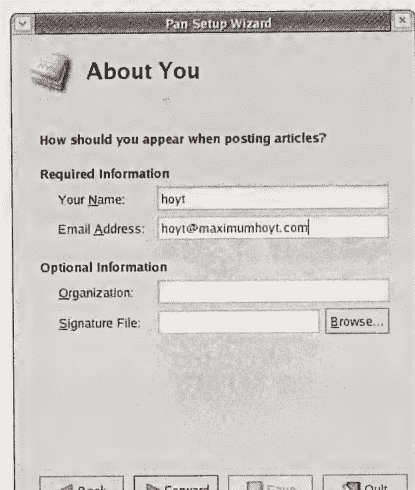 Pan Setup Wizard
About You
How should you appear when posting articles?
Required Information
Your Name: hoyt
Email Address: hoyt@maximumhoyt.com
Optional Information
Organization:
Signature File: Browse...
Back Forward Save Quit